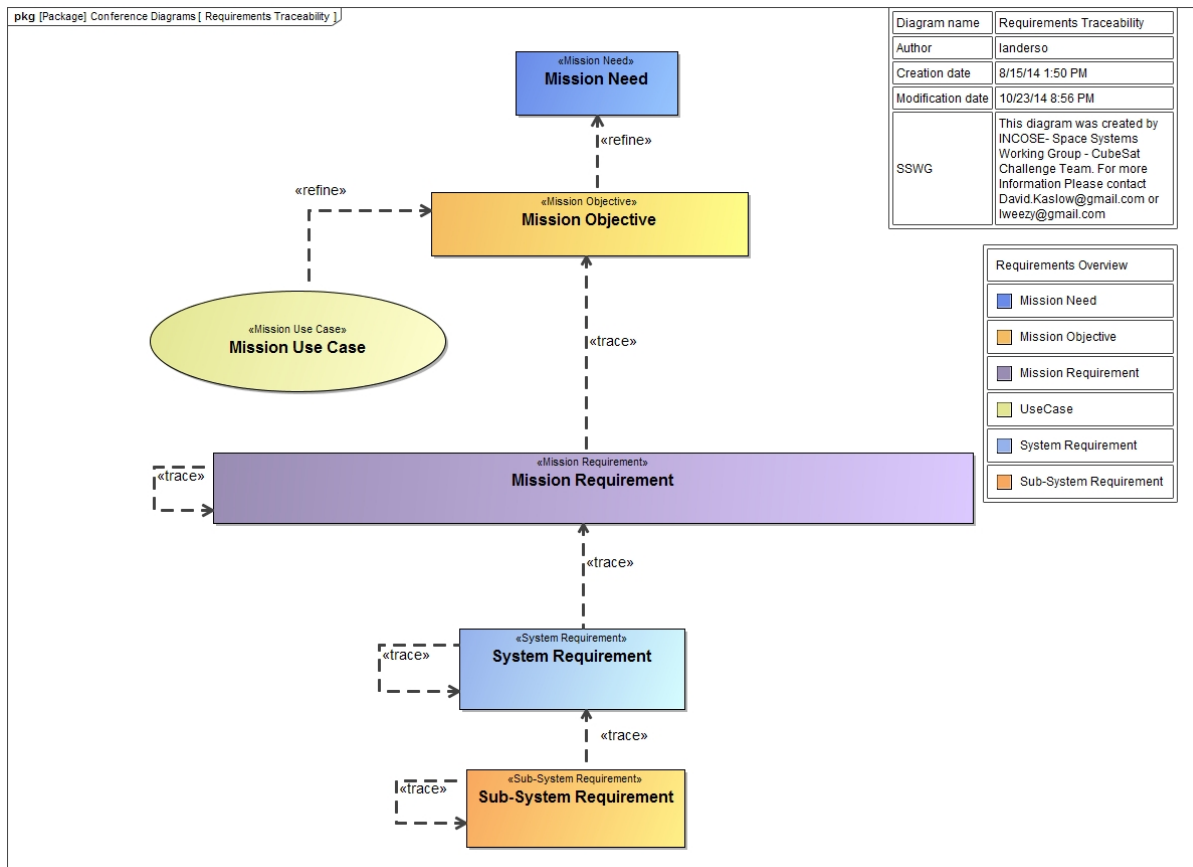 pkg [Package] Conference Diagrams [ Requirements Traceability ]
Diagram name Requirements Traceability
Author landerso
Creation date 8/15/14 1:50 PM
Modification date 10/23/14 8:56 PM
SSWG
This diagram was created by
INCOSE- Space Systems
Working Group - CubeSat
Challenge Team. For more
Information Please contact
David.Kaslow@gmail.com or
lweezy@gmail.com
«Mission Need»
Mission Need
«refine»
«refine»
«Mission Objective»
Mission Objective
«Mission Use Case»
Mission Use Case
«trace»
Requirements Overview
Mission Need
Mission Objective
Mission Requirement
UseCase
System Requirement
Sub-System Requirement
«Mission Requirement»
Mission Requirement
«trace»
«trace»
«System Requirement»
System Requirement
«trace»
«trace»
«Sub-System Requirement»
Sub-System Requirement
«trace»